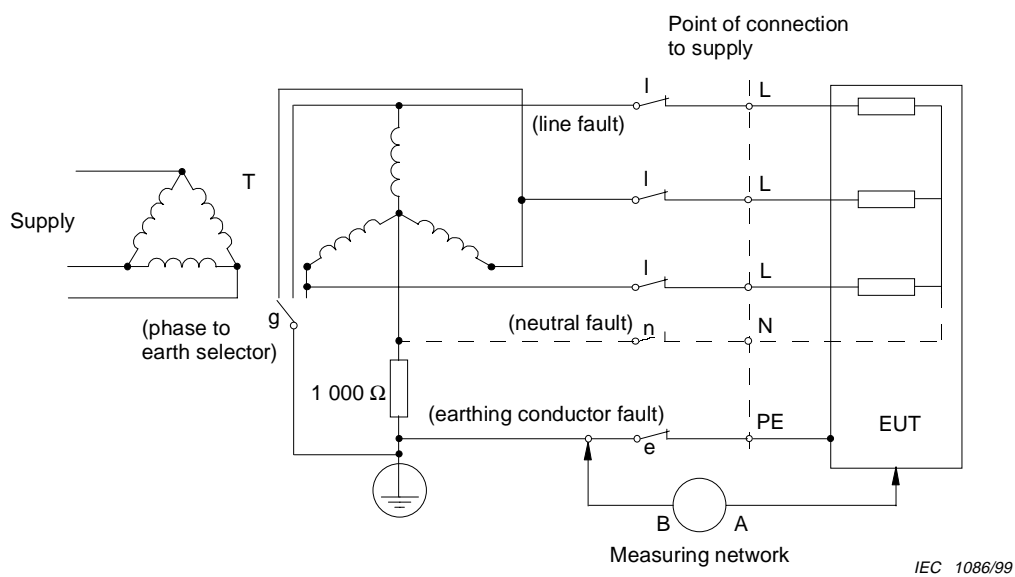 Point of connection
to supply
l
L
(line fault)
T
l
L
Supply
l
L
g
(neutral fault)
n
N
(phase to
earth selector)
1 000 Ω
(earthing conductor fault)
PE
EUT
e
B
A
Measuring network
IEC 1086/99